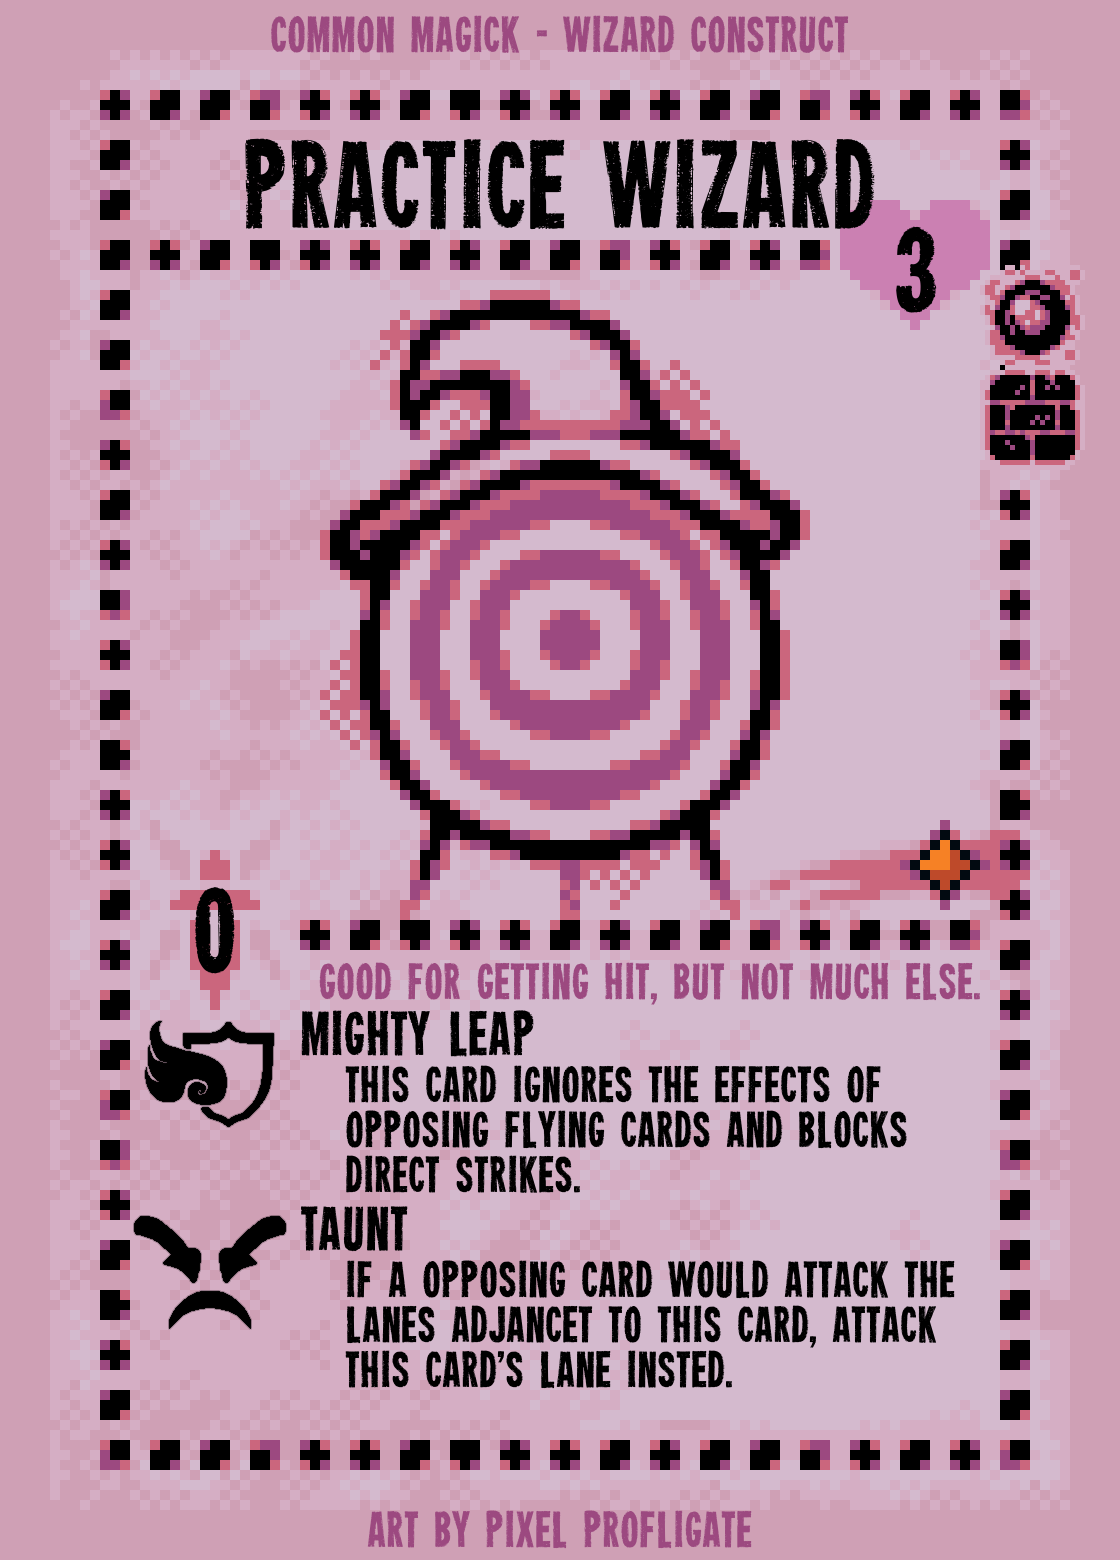 COMMON MAGICK - WIZARD CONSTRUCT
PRACTICE WIZARD
3
0
GOOD FOR GETTING HIT, BUT NOT MUCH ELSE.
MIGHTY LEAP
THIS CARD IGNORES THE EFFECTS OF
OPPOSING FLYING CARDS AND BLOCKS
DIRECT STRIKES.
TAUNT
IF A OPPOSING CARD WOULD ATTACK THE
LANES ADJANCET TO THIS CARD, ATTACK
THIS CARD'S LANE INSTED.
ART BY PIXEL PROFLIGATE